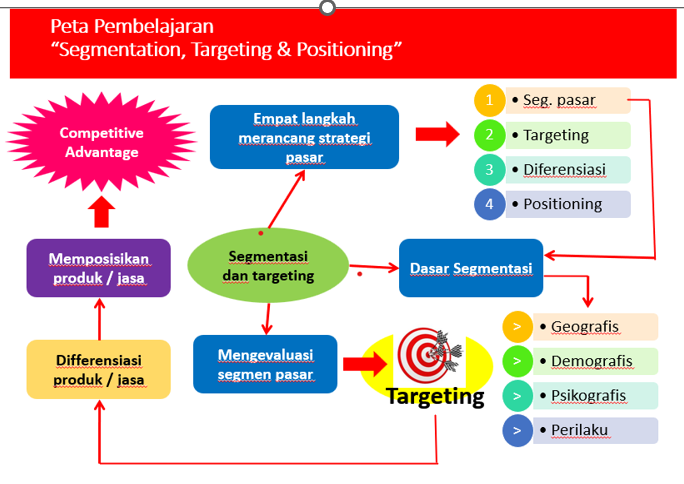 Peta Pembelajaran
“Segmentation, Targeting & Positioning”
Competitive
Advantage
Empat langkah
merancang strategi
pasar
1 • Seg. pasar
2 • Targeting
3 • Diferensiasi
4 • Positioning
Memposisikan
produk / jasa
Segmentasi
dan targeting
Dasar Segmentasi
Differensiasi
produk / jasa
Mengevaluasi
segmen pasar
Targeting
> • Geografis
> • Demografis
> • Psikografis
> • Perilaku